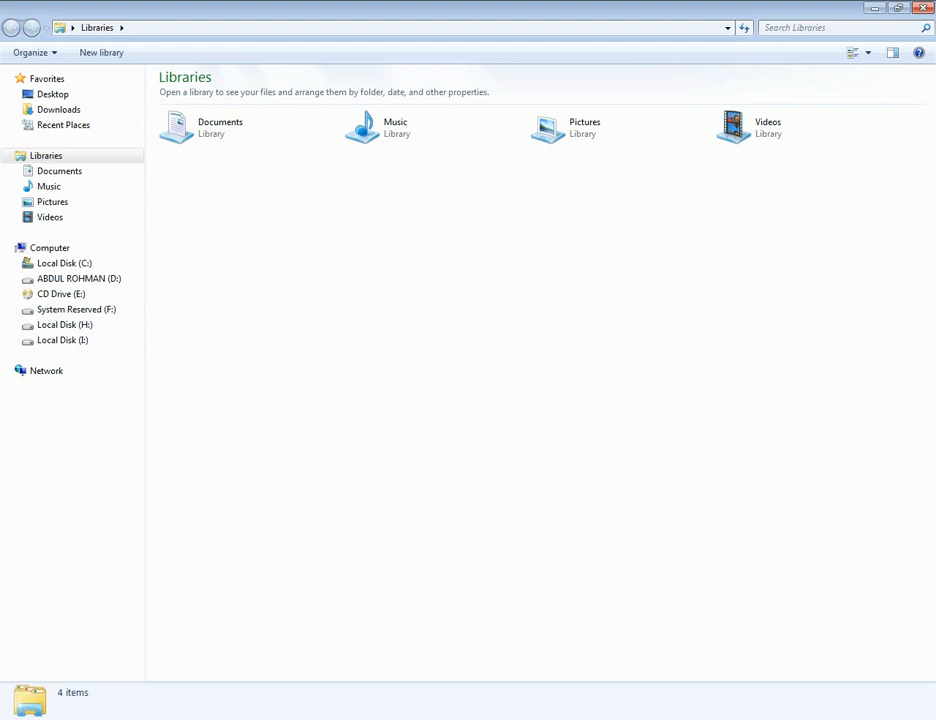 Libraries
Search Libraries
Organize
New library
Favorites
Desktop
Downloads
Recent Places
Libraries
Documents
Music
Pictures
Videos
Computer
Local Disk (C:)
ABDUL ROHMAN (D:)
CD Drive (E:)
System Reserved (F:)
Local Disk (H:)
Local Disk (I:)
Network
Libraries
Open a library to see your files and arrange them by folder, date, and other properties.
Documents
Library
Music
Library
Pictures
Library
Videos
Library
4 items